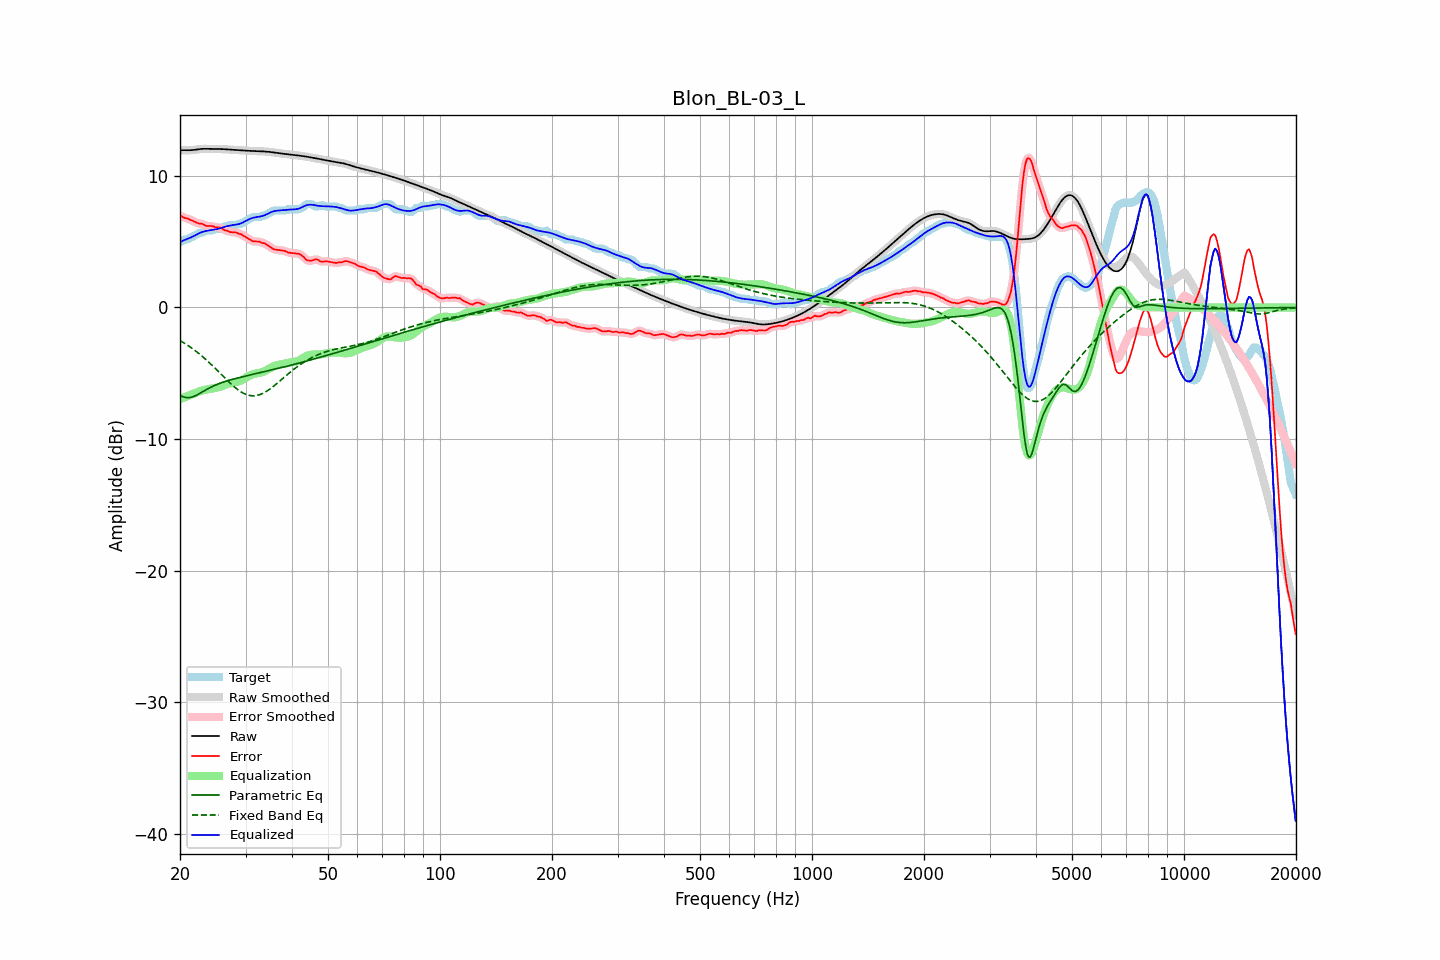 Blon_BL-03_L
10
0
−10
−20
−30
−40
Amplitude (dBr)
Target
Raw Smoothed
Error Smoothed
Raw
Error
Equalization
Parametric Eq
Fixed Band Eq
Equalized
20 50 100 200 500 1000 2000 5000 10000 20000
Frequency (Hz)